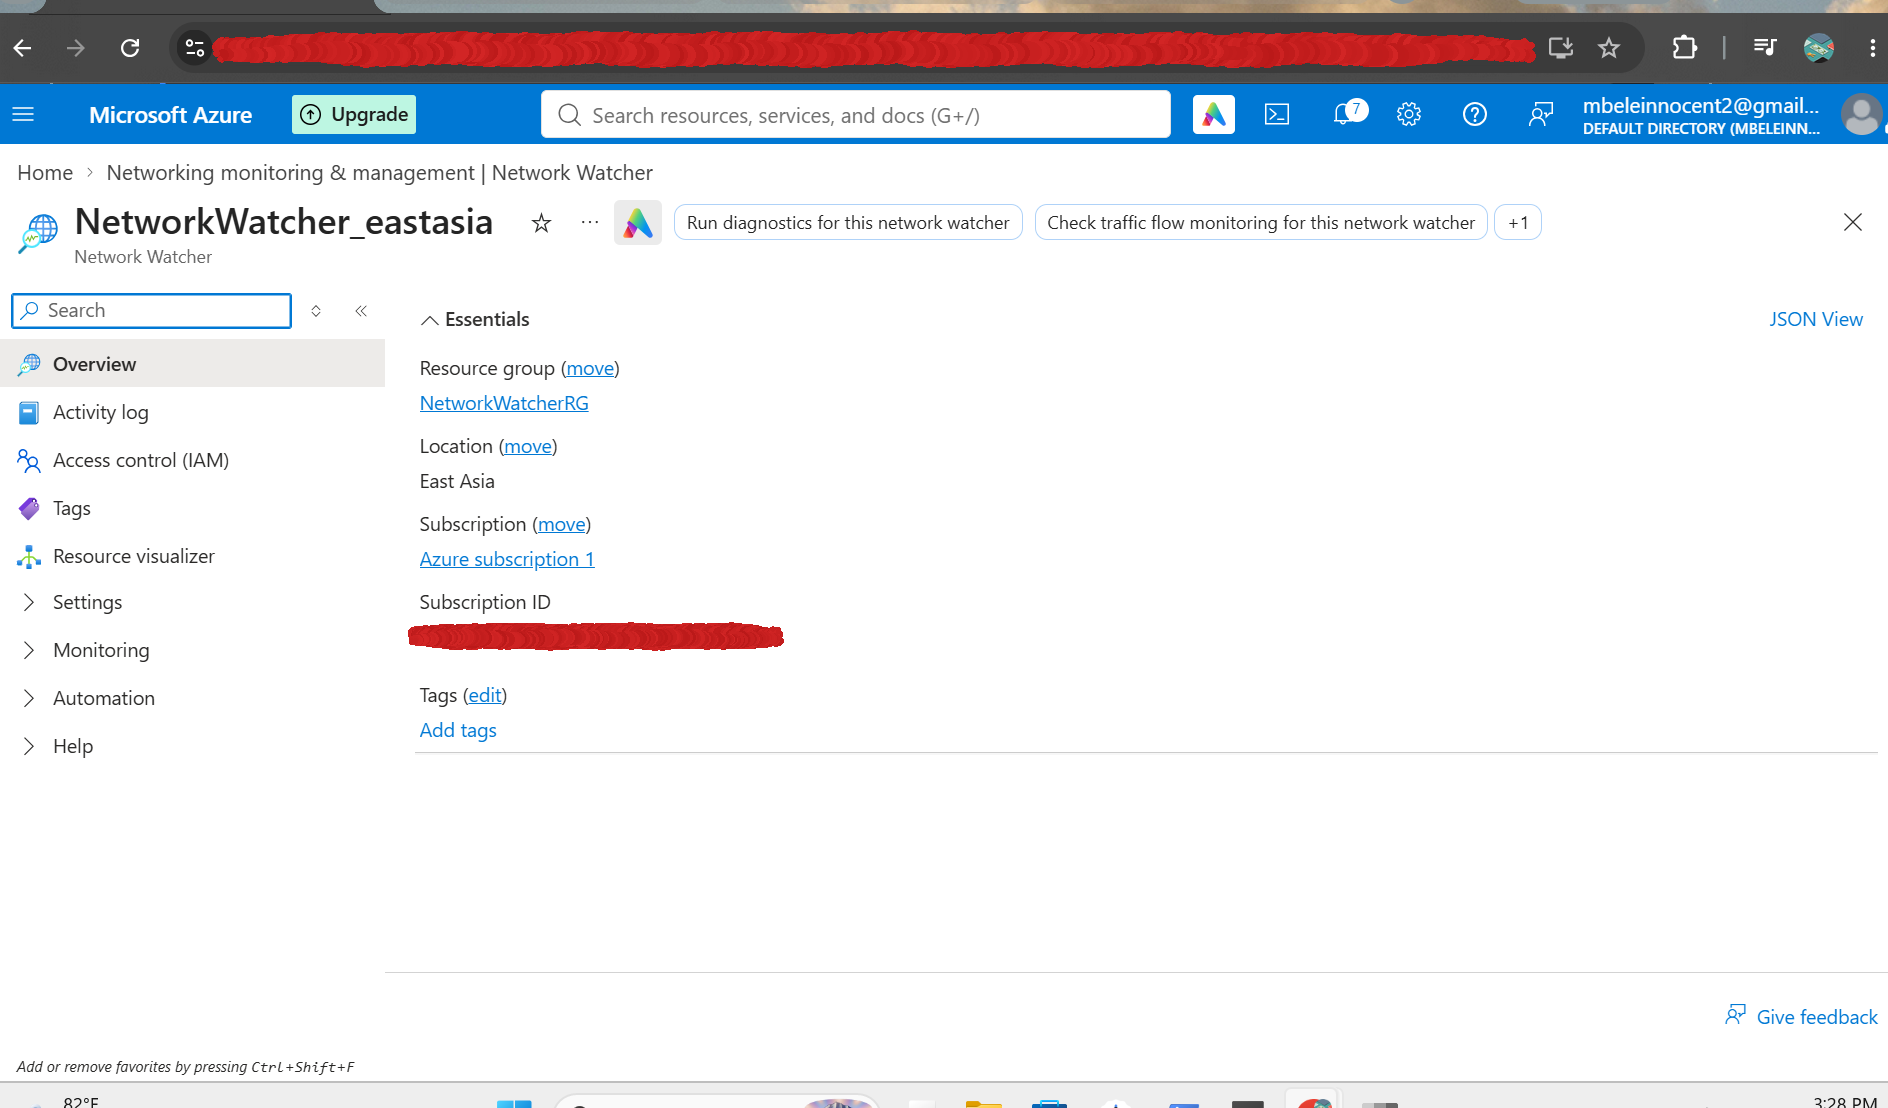 Microsoft Azure
Upgrade
Search resources, services, and docs (G+/)
7
mbeleinnocent2@gmail...
DEFAULT DIRECTORY (MBELEINN...
Home > Networking monitoring & management | Network Watcher
NetworkWatcher_eastasia
Network Watcher
Run diagnostics for this network watcher
Check traffic flow monitoring for this network watcher
+1
Search
Overview
Activity log
Access control (IAM)
Tags
Resource visualizer
Settings
Monitoring
Automation
Help
Essentials
JSON View
Resource group (move)
NetworkWatcherRG
Location (move)
East Asia
Subscription (move)
Azure subscription 1
Subscription ID
Tags (edit)
Add tags
Give feedback
Add or remove favorites by pressing Ctrl+Shift+F
82°F
3:28 PM